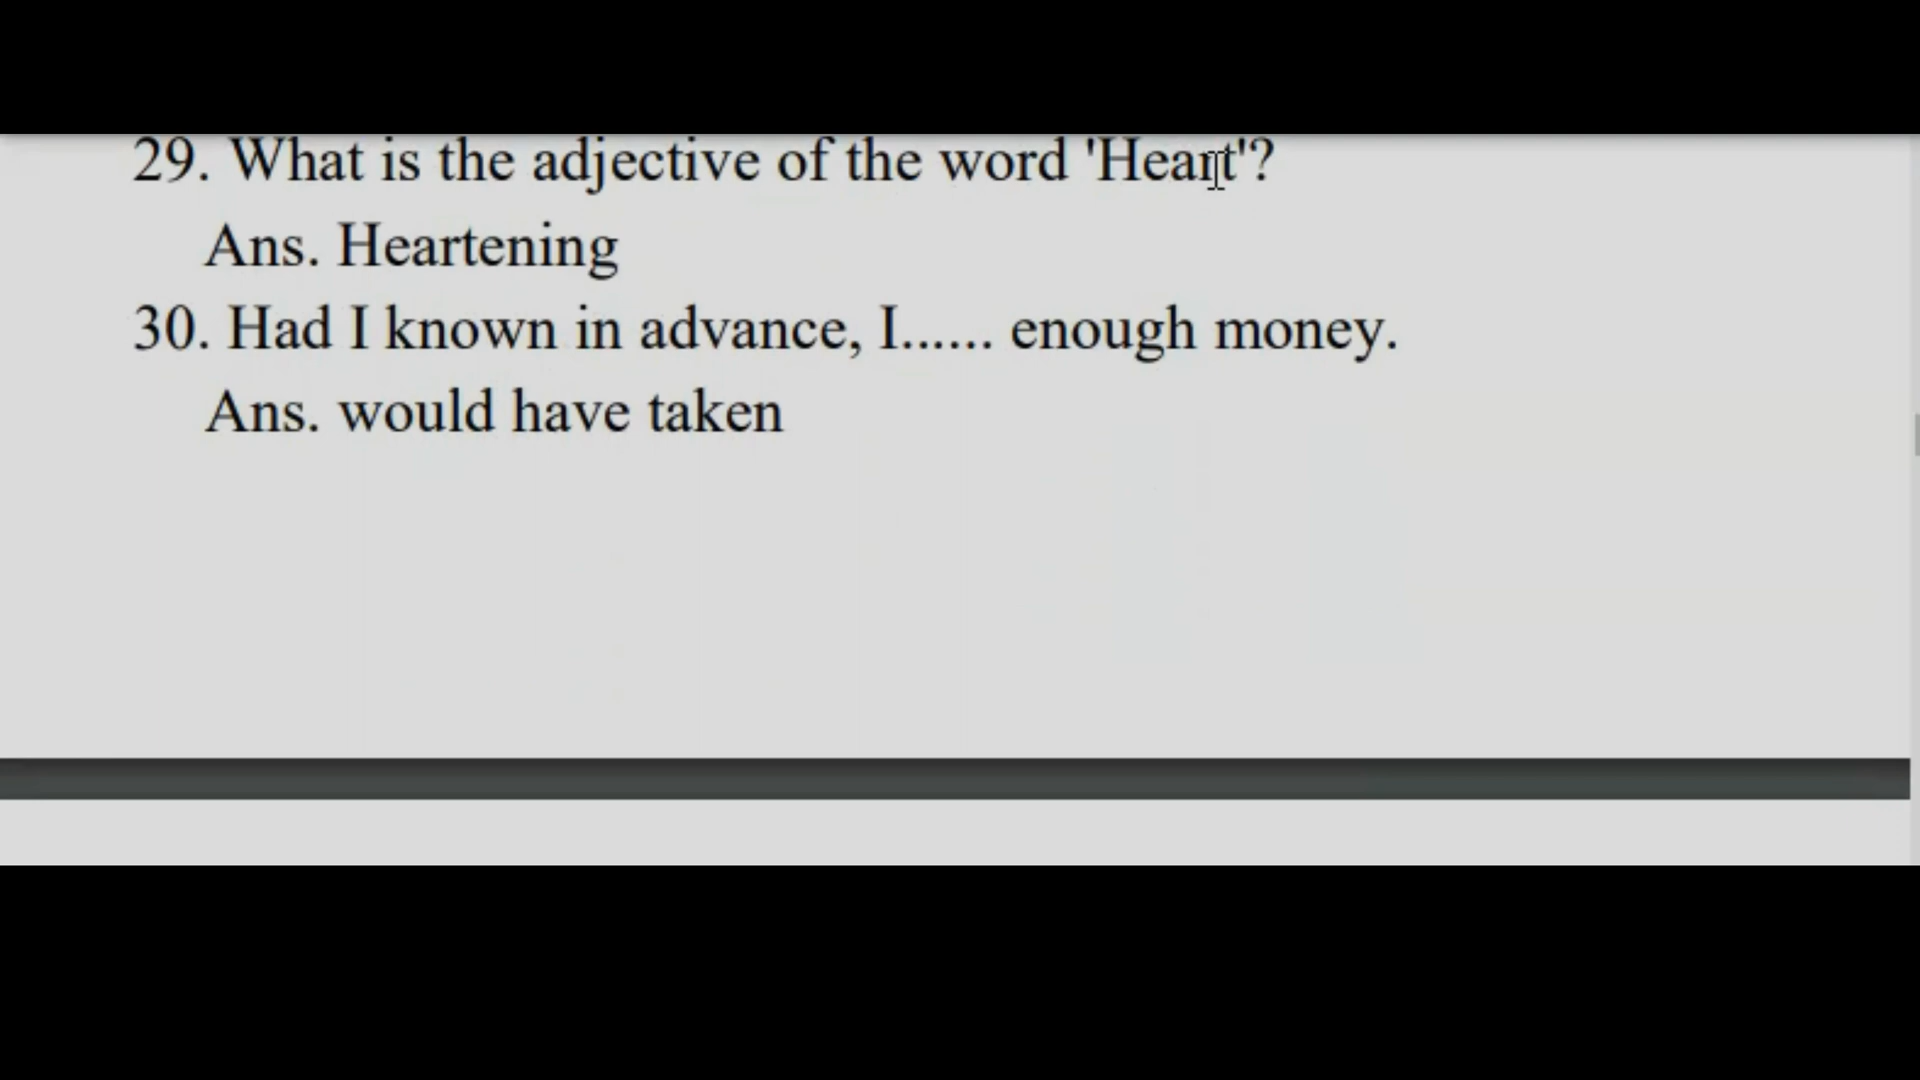 29. What is the adjective of the word 'Heart'?
Ans. Heartening
30. Had I known in advance, I...... enough money.
Ans. would have taken